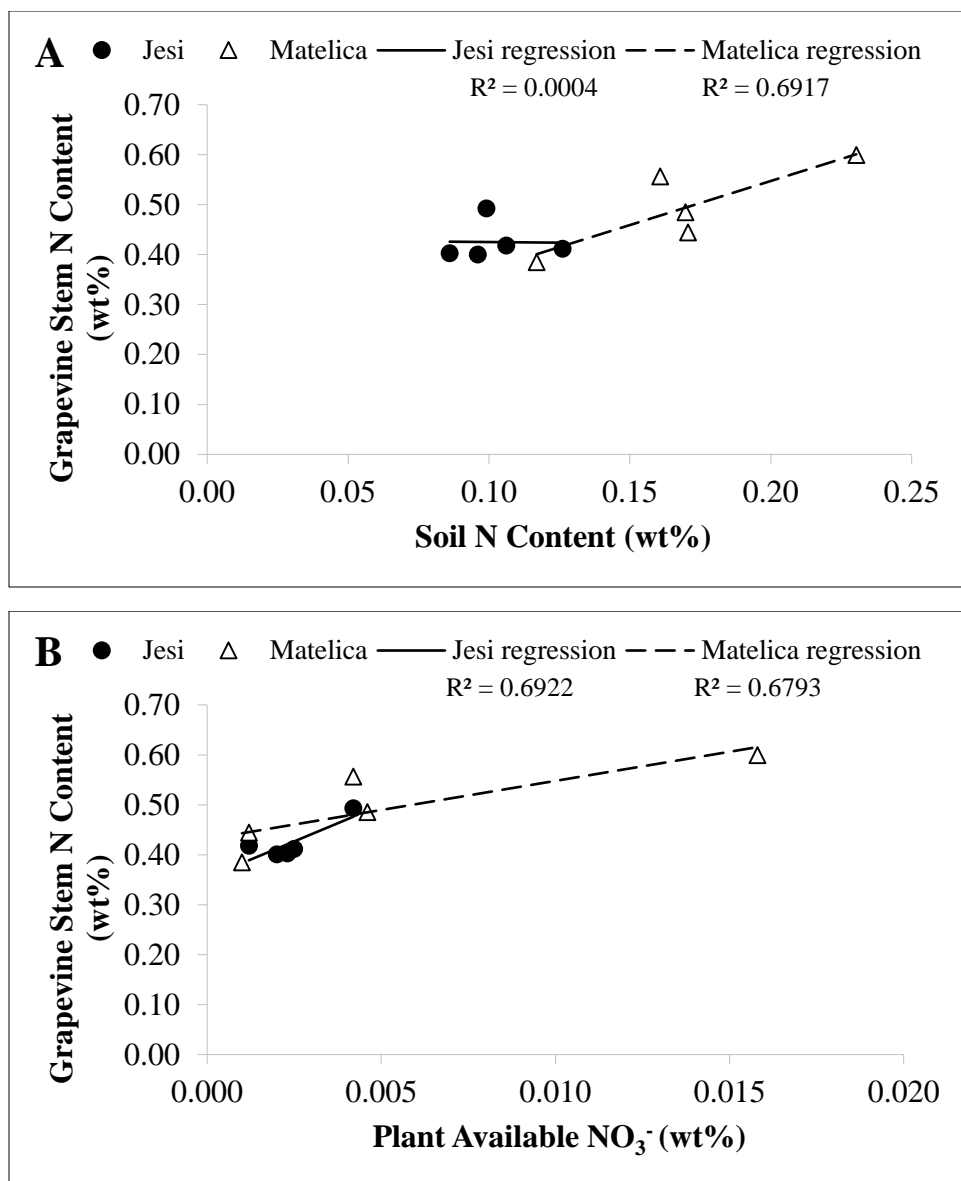 A Jesi Matelica Jesi regression Matelica regression
R² = 0.0004 R² = 0.6917
Grapevine Stem N Content
(wt%)
0.70
0.60
0.50
0.40
0.30
0.20
0.10
0.00
0.00 0.05 0.10 0.15 0.20 0.25
Soil N Content (wt%)
B Jesi Matelica Jesi regression Matelica regression
R² = 0.6922 R² = 0.6793
Grapevine Stem N Content
(wt%)
0.70
0.60
0.50
0.40
0.30
0.20
0.10
0.00
0.000 0.005 0.010 0.015 0.020
Plant Available NO₃⁻ (wt%)